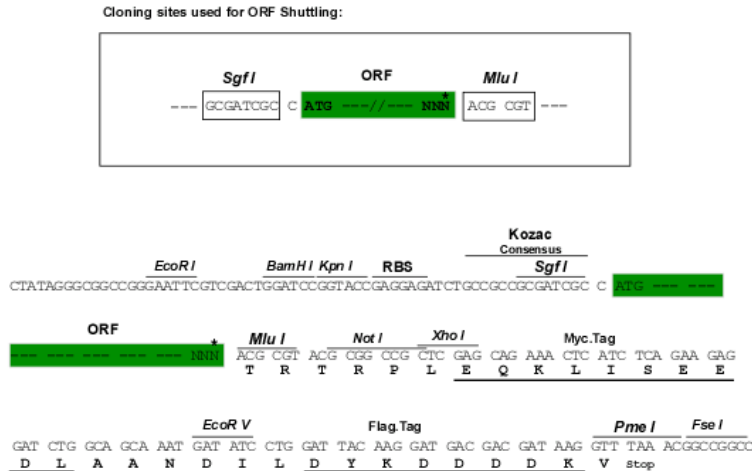 Cloning sites used for ORF Shuttling:
Sgf I ORF Mlu I
--- GCGATCGC C ATG ---//--- NNN* ACG CGT ---
Kozac
Consensus
EcoR I BamH I Kpn I RBS Sgf I
CTATAGGGCGGCCGGGAATTCGTCGACTGGATCCGGTACCGAGGAGATCTGCCGCCGCGATCGC C ATG --- ---
ORF Mlu I Not I Xho I Myc.Tag
--- --- --- --- --- NNN* ACG CGT ACG CGG CCG CTC GAG CAG AAA CTC ATC TCA GAA GAG
T R T R P L E Q K L I S E E
EcoR V Flag.Tag Pme I Fse I
GAT CTG GCA GCA AAT GAT ATC CTG GAT TAC AAG GAT GAC GAC GAT AAG GTT TAA ACGGCCGGCC
D L A A N D I L D Y K D D D D K V Stop